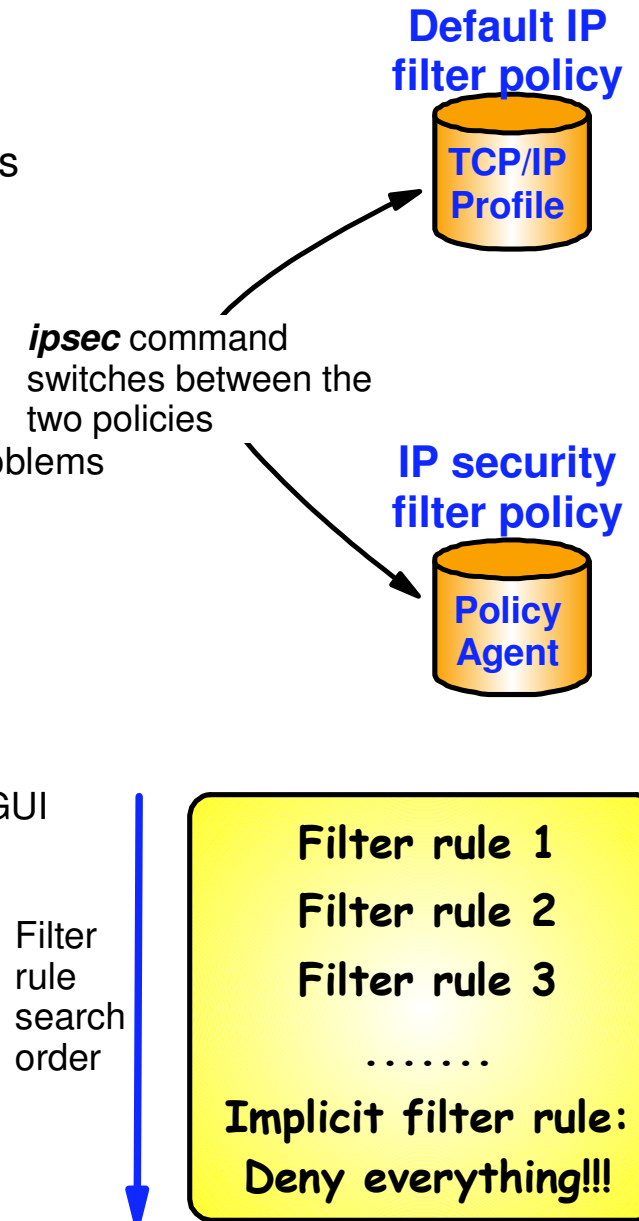 Default IP
filter policy
TCP/IP
Profile
s
ipsec command
switches between the
two policies
oblems
IP security
filter policy
Policy
Agent
GUI
Filter
rule
search
order
Filter rule 1
Filter rule 2
Filter rule 3
.......
Implicit filter rule:
Deny everything!!!